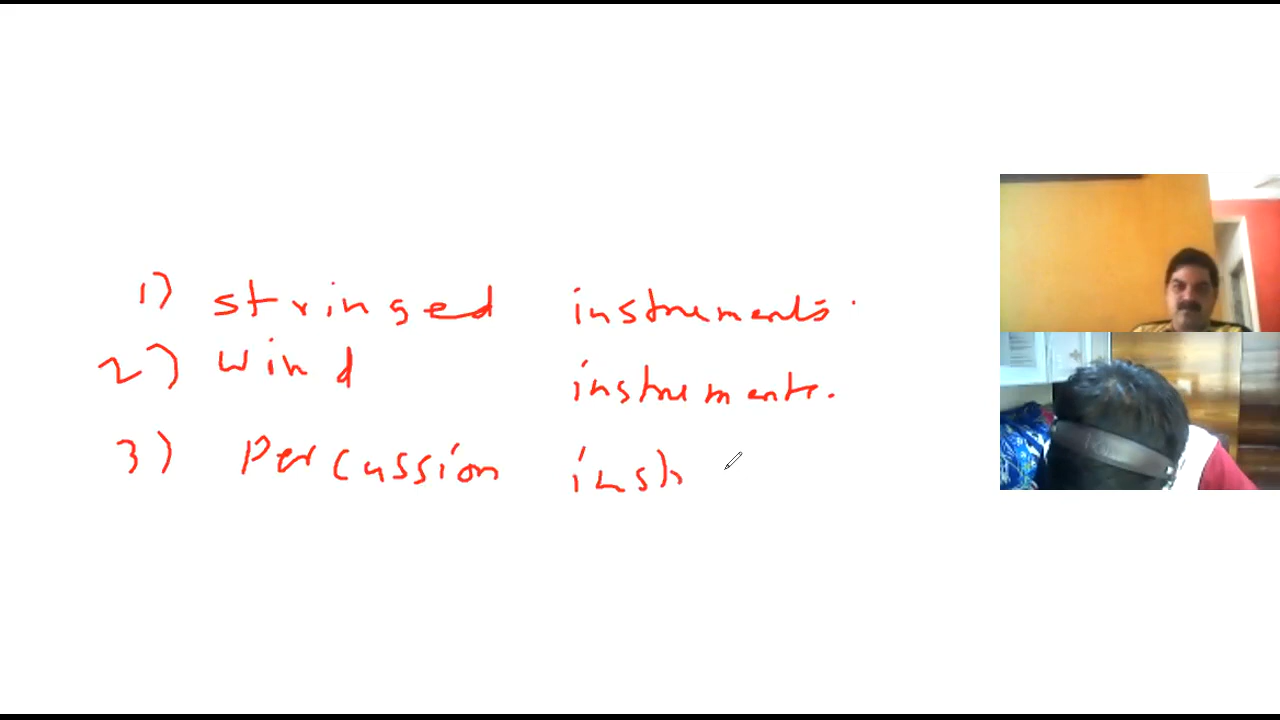 1) stringed instruments.
2) wind instruments.
3) Percussion inst